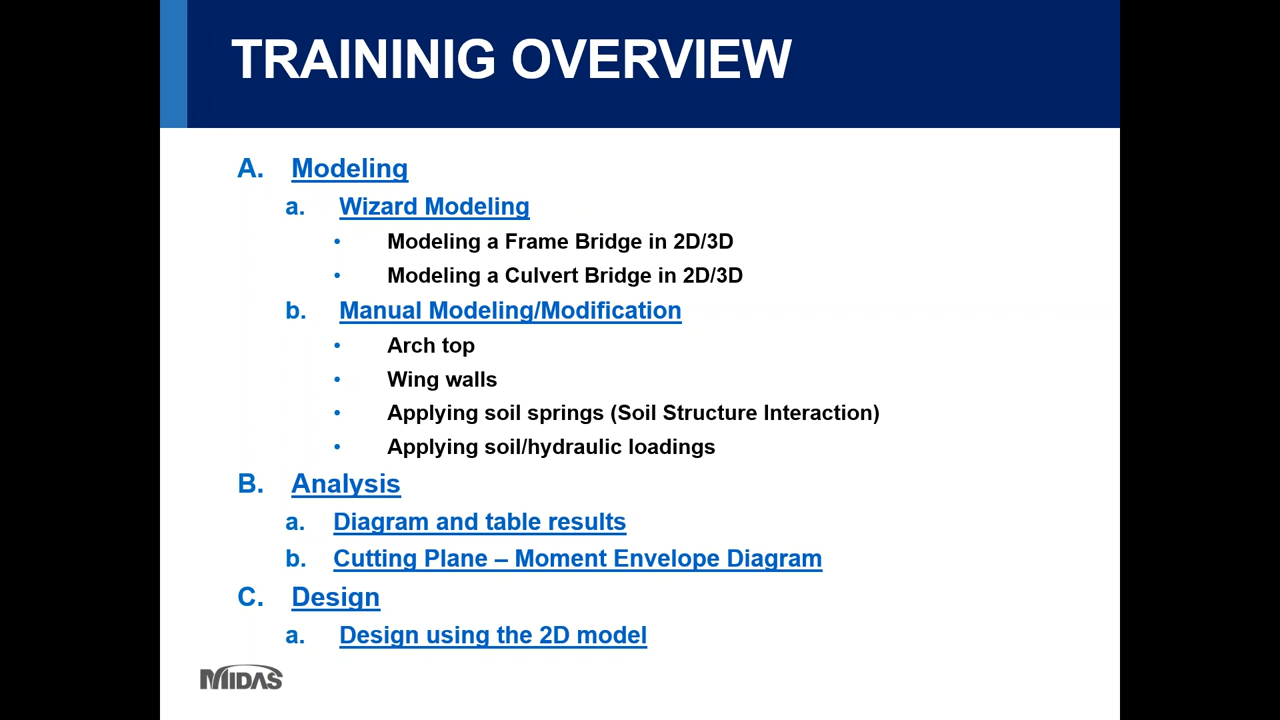 TRAININIG OVERVIEW
A. Modeling
a. Wizard Modeling
• Modeling a Frame Bridge in 2D/3D
• Modeling a Culvert Bridge in 2D/3D
b. Manual Modeling/Modification
• Arch top
• Wing walls
• Applying soil springs (Soil Structure Interaction)
• Applying soil/hydraulic loadings
B. Analysis
a. Diagram and table results
b. Cutting Plane – Moment Envelope Diagram
C. Design
a. Design using the 2D model
MIDAS